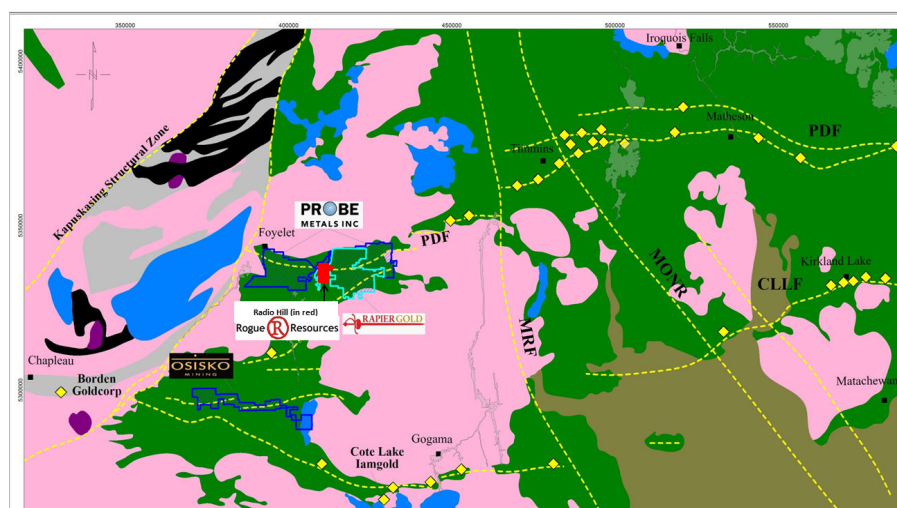 350000
400000
450000
500000
550000
5400000
5350000
5300000
N
Iroquois Falls
Matheson
PDF
Timmins
Kapuskasing Structural Zone
PROBE
METALS INC
Foyelet
PDF
Kirkland Lake
MONR
CLLF
Radio Hill (in red)
Rogue R Resources
RAPIERGOLD
MRF
Chapleau
OSISKO
MINING
Borden
Goldcorp
Matachewan
Cote Lake
Iamgold
Gogama